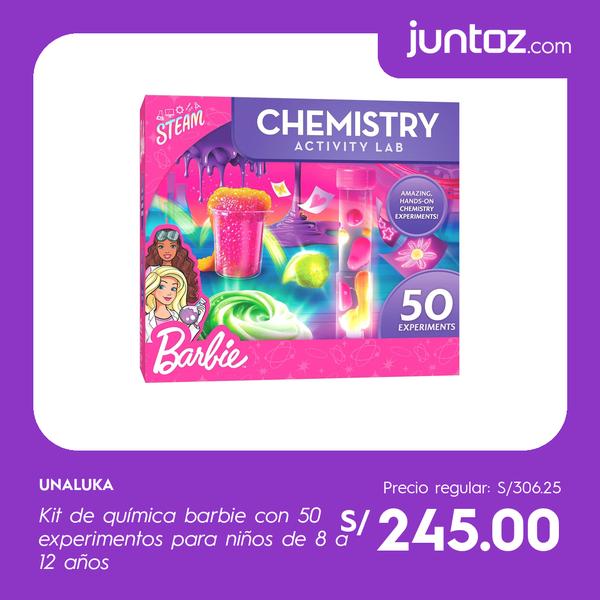 juntoz.com
STEAM
CHEMISTRY
ACTIVITY LAB
AMAZING,
HANDS-ON
CHEMISTRY
EXPERIMENTS!
50
EXPERIMENTS
Barbie
UNALUKA
Precio regular: S/306.25
Kit de química barbie con 50
experimentos para niños de 8 a
12 años
S/ 245.00